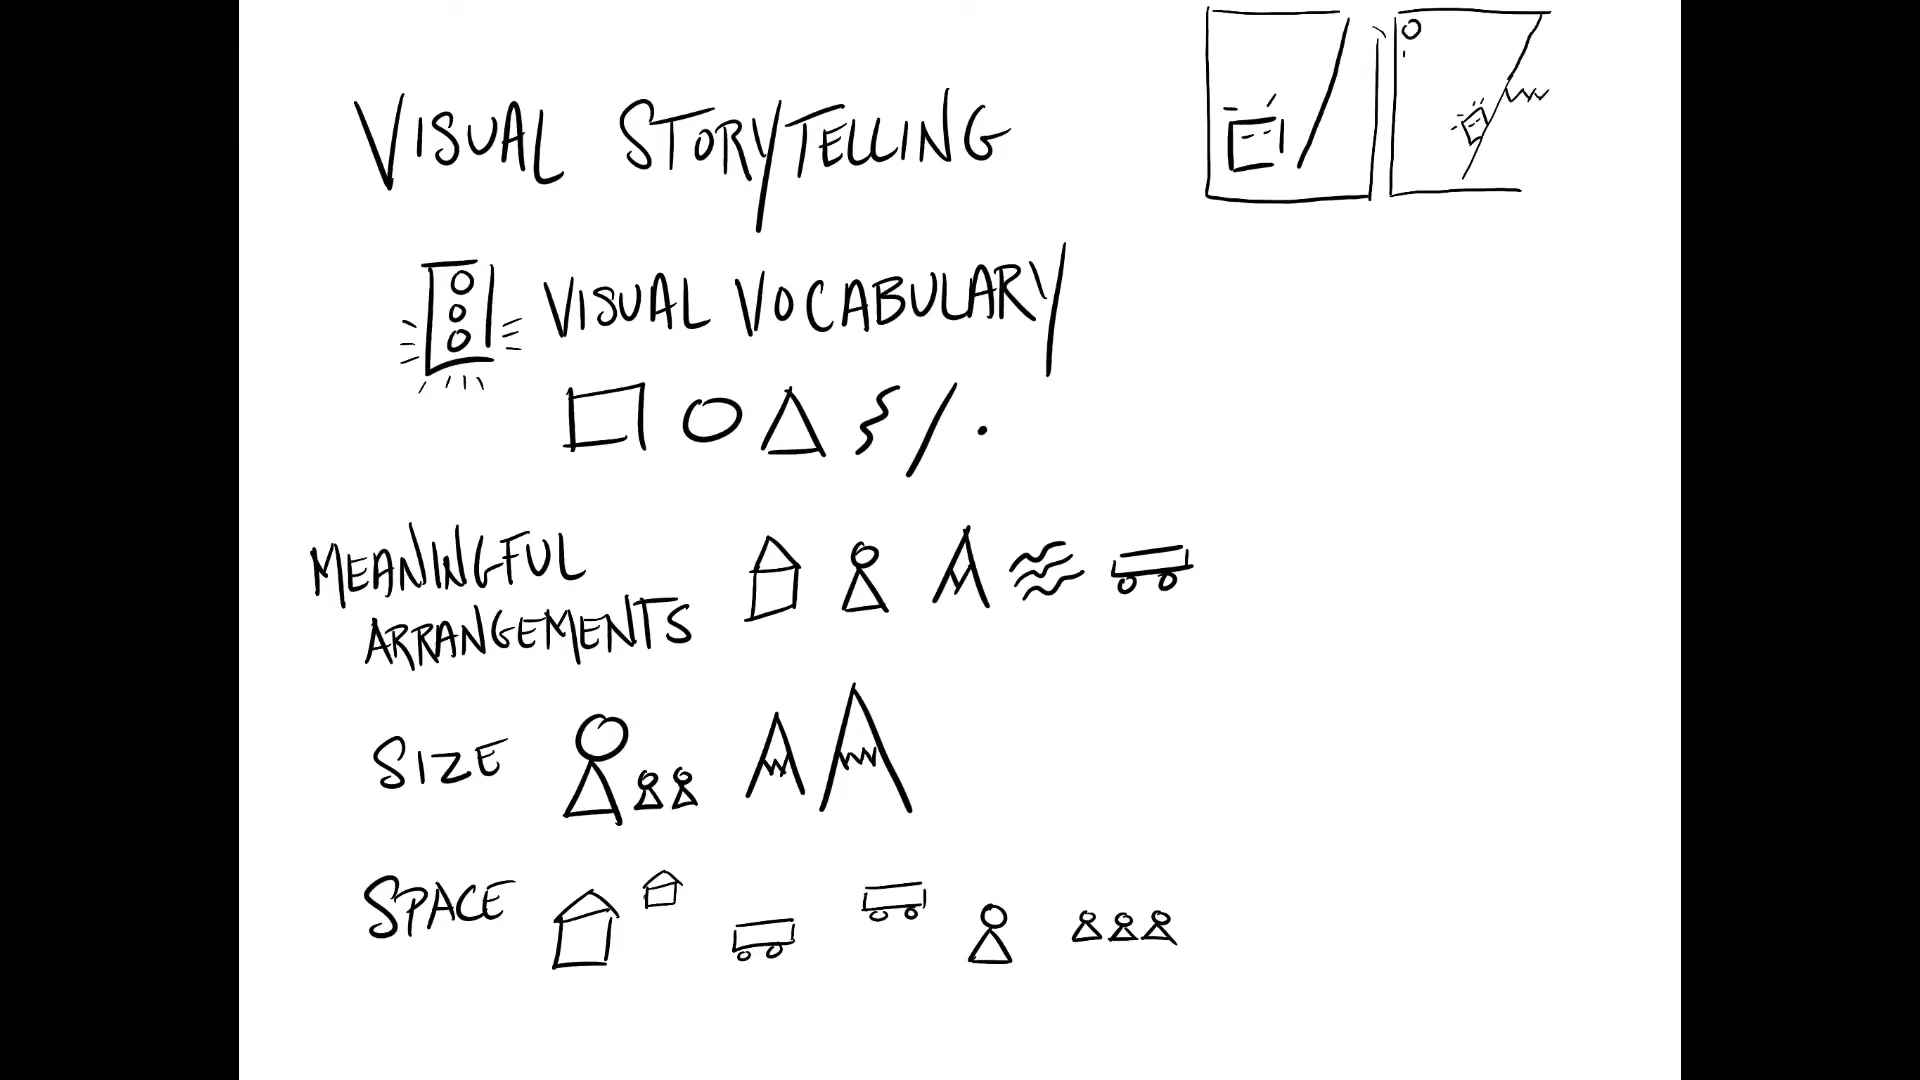 VISUAL STORYTELLING
VISUAL VOCABULARY
MEANINGFUL
ARRANGEMENTS
SIZE
SPACE